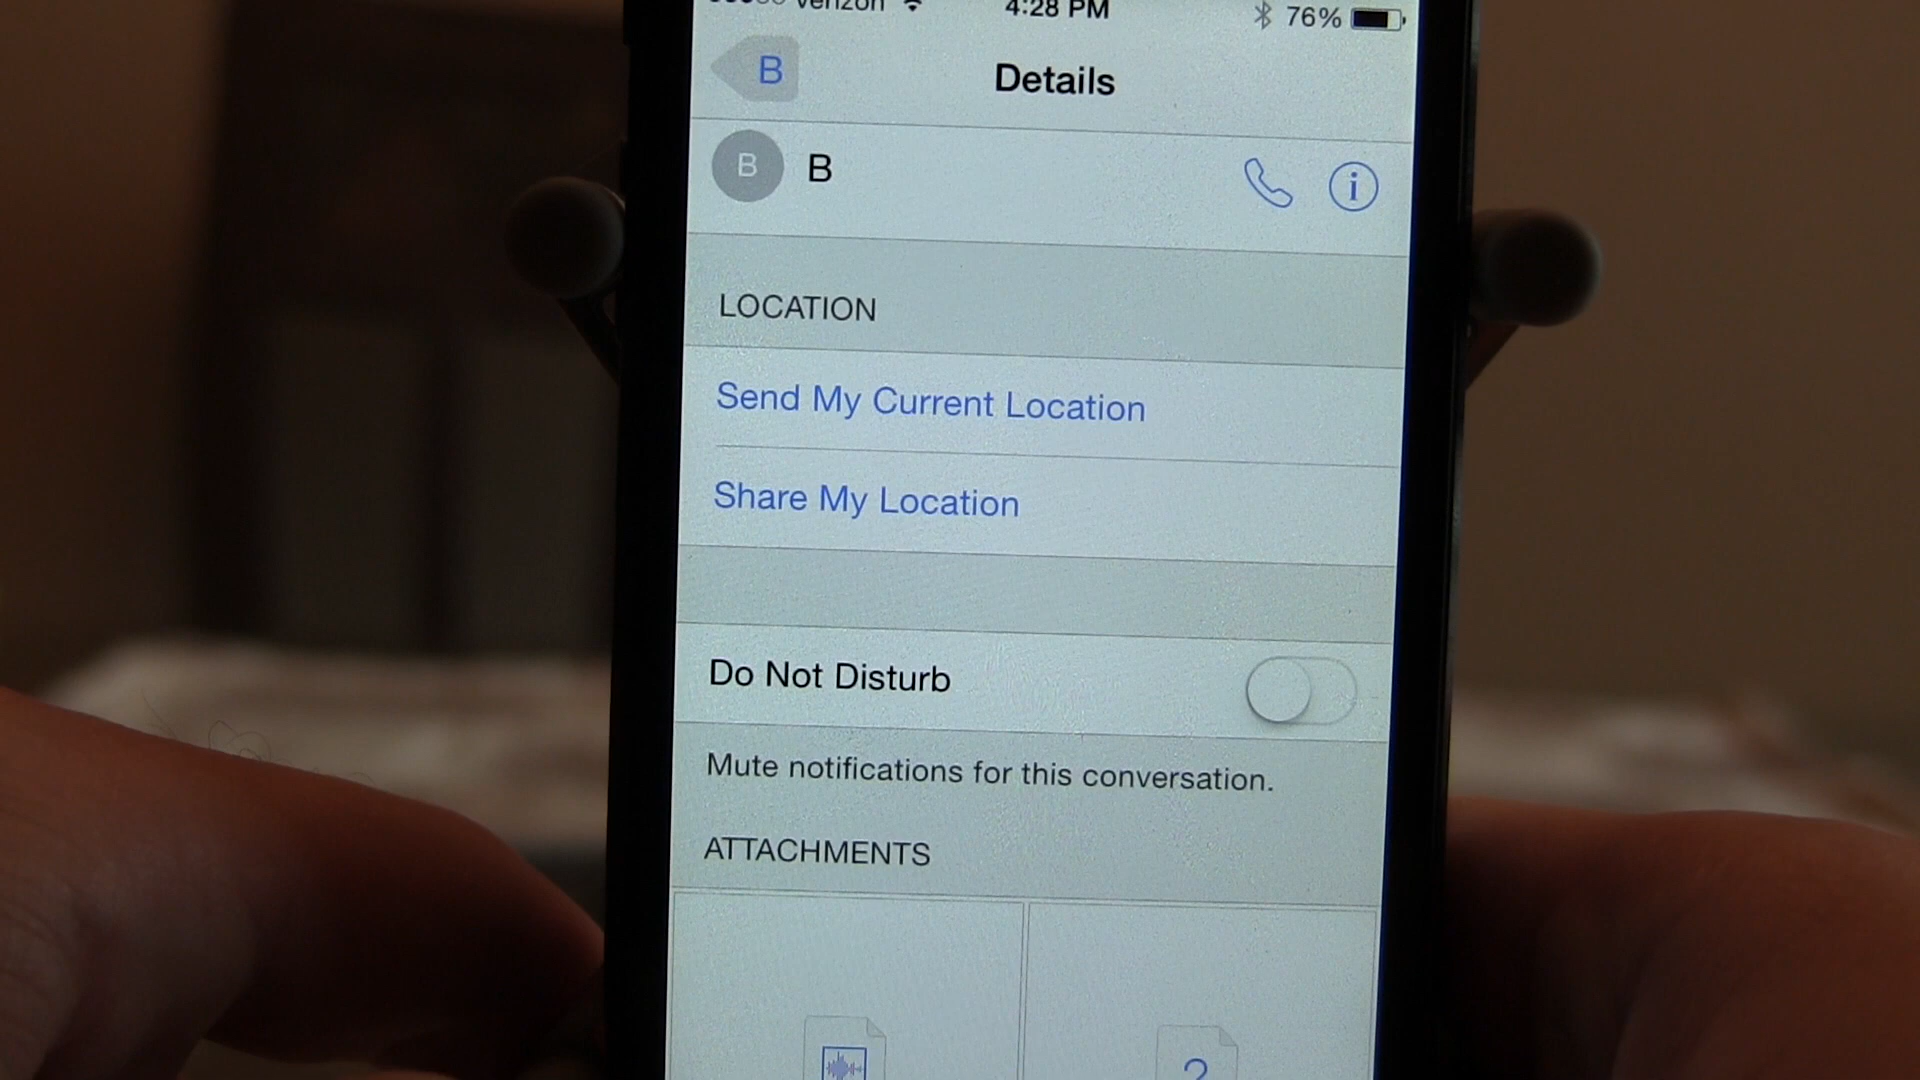 Verizon 4:28 PM 76%
B Details
B B
LOCATION
Send My Current Location
Share My Location
Do Not Disturb
Mute notifications for this conversation.
ATTACHMENTS
?